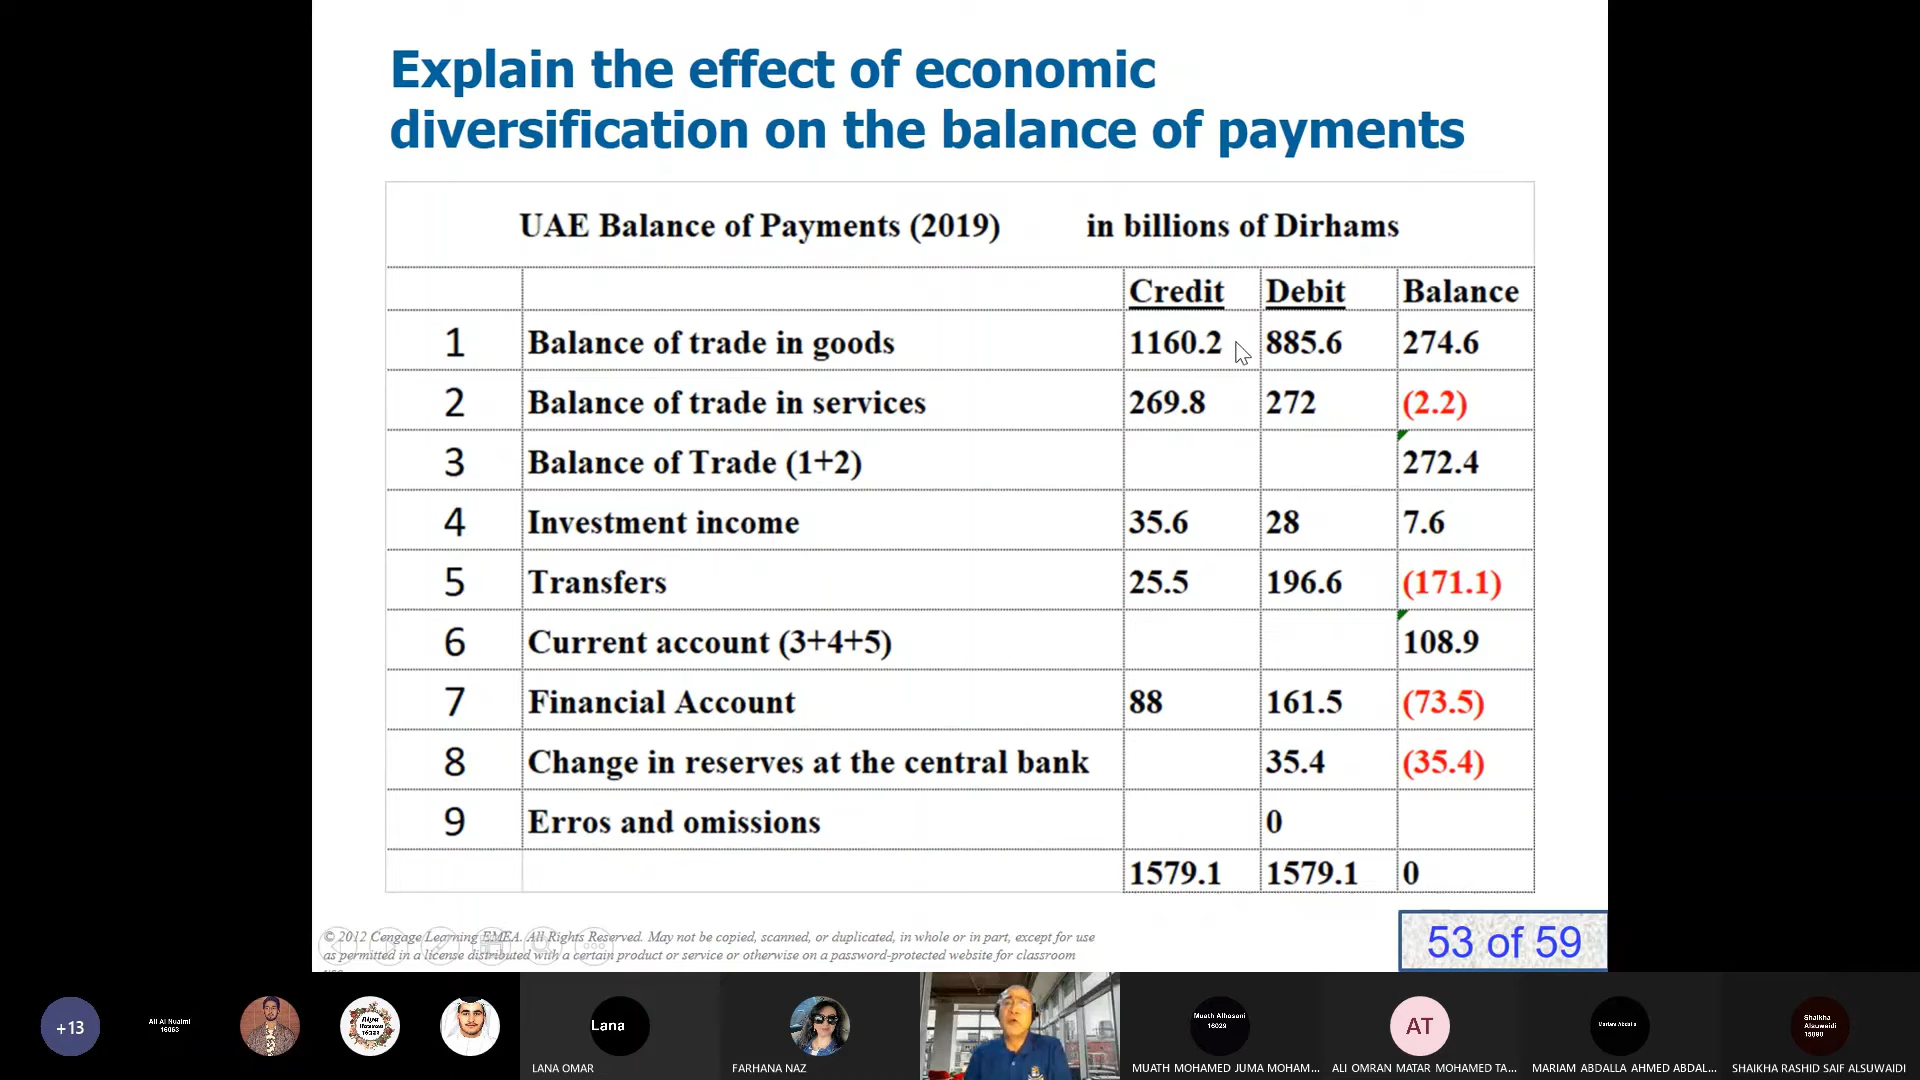 Explain the effect of economic
diversification on the balance of payments
UAE Balance of Payments (2019) in billions of Dirhams
Credit Debit Balance
1 Balance of trade in goods 1160.2 885.6 274.6
2 Balance of trade in services 269.8 272 (2.2)
3 Balance of Trade (1+2) 272.4
4 Investment income 35.6 28 7.6
5 Transfers 25.5 196.6 (171.1)
6 Current account (3+4+5) 108.9
7 Financial Account 88 161.5 (73.5)
8 Change in reserves at the central bank 35.4 (35.4)
9 Erros and omissions 0
1579.1 1579.1 0
© 2012 Cengage Learning EMEA. All Rights Reserved. May not be copied, scanned, or duplicated, in whole or in part, except for use
as permitted in a license distributed with a certain product or service or otherwise on a password-protected website for classroom
53 of 59
+13
Ali Al Nuaimi
16063
Lana
Muath Alhosani
16029
AT
Shaikha
Alsuwaidi
LANA OMAR
FARHANA NAZ
MUATH MOHAMED JUMA MOHAM...
ALI OMRAN MATAR MOHAMED TA...
MARIAM ABDALLA AHMED ABDAL...
SHAIKHA RASHID SAIF ALSUWAIDI